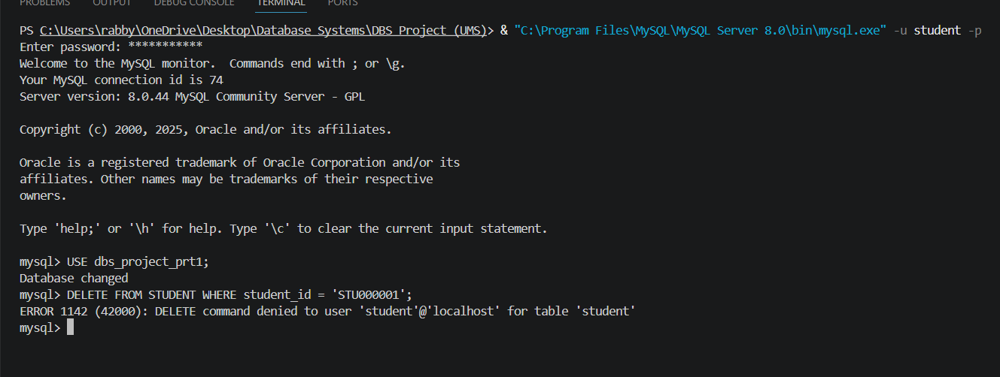 PROBLEMS OUTPUT DEBUG CONSOLE TERMINAL PORTS
PS C:\Users\rabby\OneDrive\Desktop\Database Systems\DBS Project (UMS)> & "C:\Program Files\MySQL\MySQL Server 8.0\bin\mysql.exe" -u student -p
Enter password: ***********
Welcome to the MySQL monitor.  Commands end with ; or \g.
Your MySQL connection id is 74
Server version: 8.0.44 MySQL Community Server - GPL
Copyright (c) 2000, 2025, Oracle and/or its affiliates.
Oracle is a registered trademark of Oracle Corporation and/or its
affiliates. Other names may be trademarks of their respective
owners.
Type 'help;' or '\h' for help. Type '\c' to clear the current input statement.
mysql> USE dbs_project_prt1;
Database changed
mysql> DELETE FROM STUDENT WHERE student_id = 'STU000001';
ERROR 1142 (42000): DELETE command denied to user 'student'@'localhost' for table 'student'
mysql>